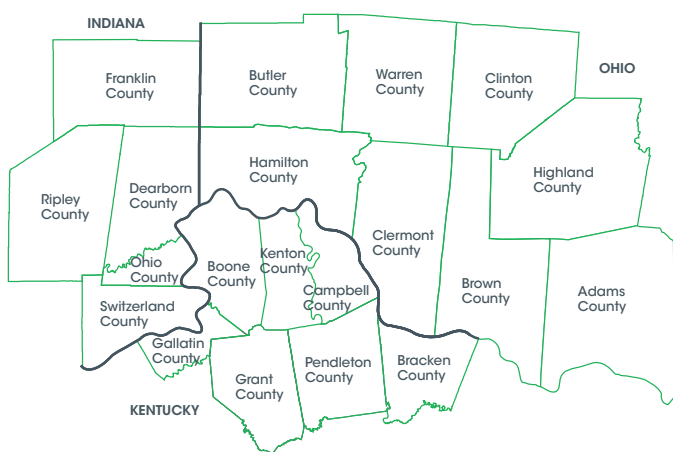 INDIANA
OHIO
Franklin
County
Butler
County
Warren
County
Clinton
County
Hamilton
County
Highland
County
Ripley
County
Dearborn
County
Clermont
County
Ohio
County
Boone
County
Kenton
County
Campbell
County
Brown
County
Adams
County
Switzerland
County
Gallatin
County
Grant
County
Pendleton
County
Bracken
County
KENTUCKY